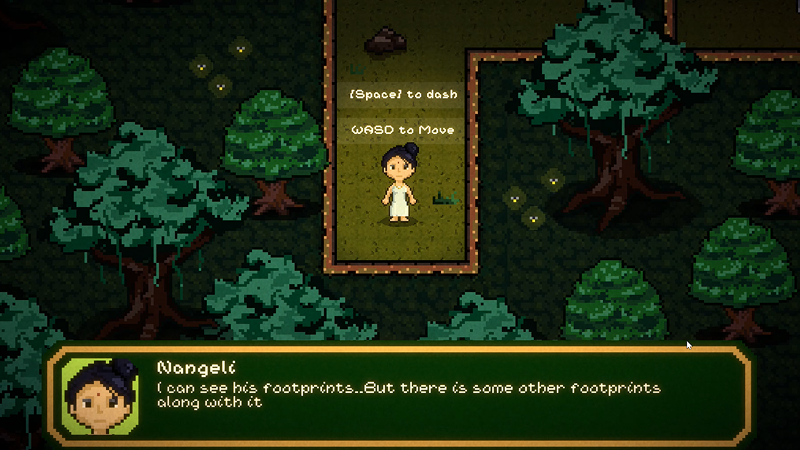 [Space] to dash
WASD to Move
Nangeli
I can see his footprints..But there is some other footprints
along with it